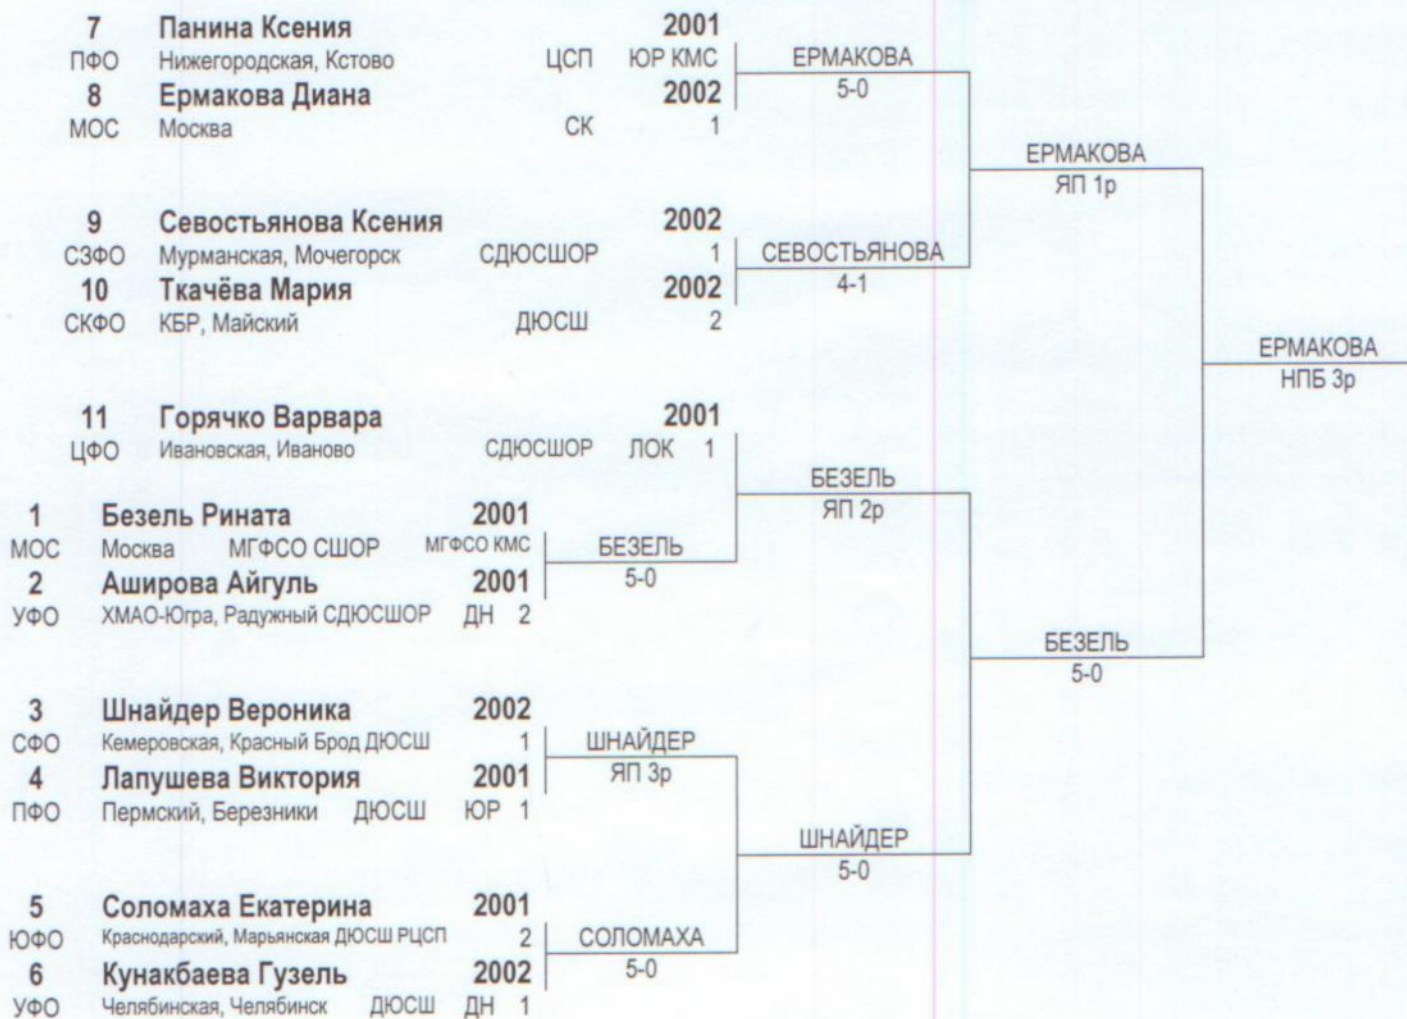 7 Панина Ксения 2001
ПФО Нижегородская, Кстово ЦСП ЮР КМС
ЕРМАКОВА
5-0
8 Ермакова Диана 2002
МОС Москва СК 1
ЕРМАКОВА
ЯП 1р
9 Севостьянова Ксения 2002
СЗФО Мурманская, Мочегорск СДЮСШОР 1
СЕВОСТЬЯНОВА
4-1
10 Ткачёва Мария 2002
СКФО КБР, Майский ДЮСШ 2
ЕРМАКОВА
НПБ 3р
11 Горячко Варвара 2001
ЦФО Ивановская, Иваново СДЮСШОР ЛОК 1
БЕЗЕЛЬ
ЯП 2р
1 Безель Рината 2001
МОС Москва МГФСО СШОР МГФСО КМС
БЕЗЕЛЬ
5-0
2 Аширова Айгуль 2001
УФО ХМАО-Югра, Радужный СДЮСШОР ДН 2
БЕЗЕЛЬ
5-0
3 Шнайдер Вероника 2002
СФО Кемеровская, Красный Брод ДЮСШ 1
ШНАЙДЕР
ЯП 3р
4 Лапушева Виктория 2001
ПФО Пермский, Березники ДЮСШ ЮР 1
ШНАЙДЕР
5-0
5 Соломаха Екатерина 2001
ЮФО Краснодарский, Марьянская ДЮСШ РЦСП 2
СОЛОМАХА
5-0
6 Кунакбаева Гузель 2002
УФО Челябинская, Челябинск ДЮСШ ДН 1